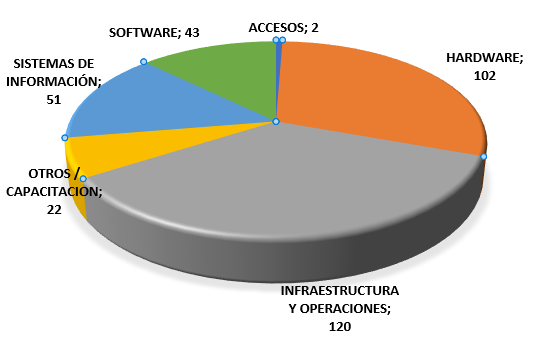 SOFTWARE; 43
ACCESOS; 2
HARDWARE;
102
SISTEMAS DE
INFORMACIÓN;
51
OTROS /
CAPACITACION;
22
INFRAESTRUCTURA
Y OPERACIONES;
120